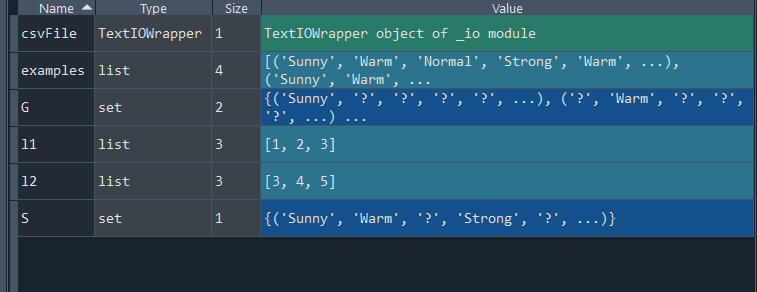 Name Type Size Value
csvFile TextIOWrapper 1 TextIOWrapper object of _io module
examples list 4 [('Sunny', 'Warm', 'Normal', 'Strong', 'Warm', ...),
('Sunny', 'Warm', ...
G set 2 {('Sunny', '?', '?', '?', '?', ...), ('?', 'Warm', '?', '?',
'?', ...) ...
l1 list 3 [1, 2, 3]
l2 list 3 [3, 4, 5]
S set 1 {('Sunny', 'Warm', '?', 'Strong', '?', ...)}